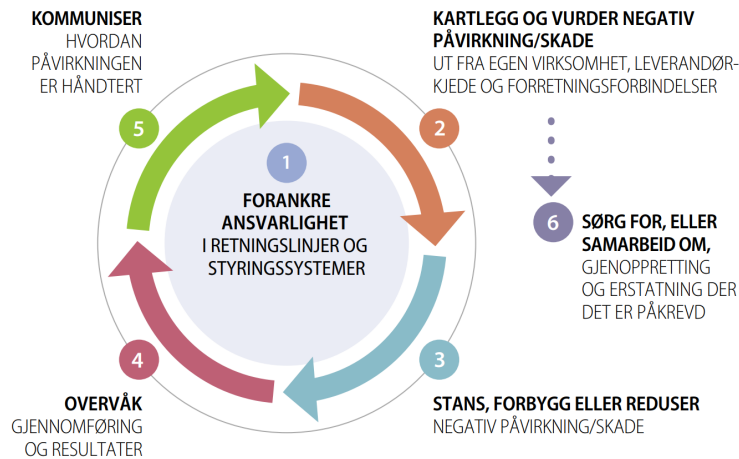 1
FORANKRE
ANSVARLIGHET
I RETNINGSLINJER OG
STYRINGSSYSTEMER
2
KARTLEGG OG VURDER NEGATIV
PÅVIRKNING/SKADE
UT FRA EGEN VIRKSOMHET, LEVERANDØR-
KJEDE OG FORRETNINGSFORBINDELSER
3
STANS, FORBYGG ELLER REDUSER
NEGATIV PÅVIRKNING/SKADE
4
OVERVÅK
GJENNOMFØRING
OG RESULTATER
5
KOMMUNISER
HVORDAN
PÅVIRKNINGEN
ER HÅNDTERT
6
SØRG FOR, ELLER
SAMARBEID OM,
GJENOPPRETTING
OG ERSTATNING DER
DET ER PÅKREVD